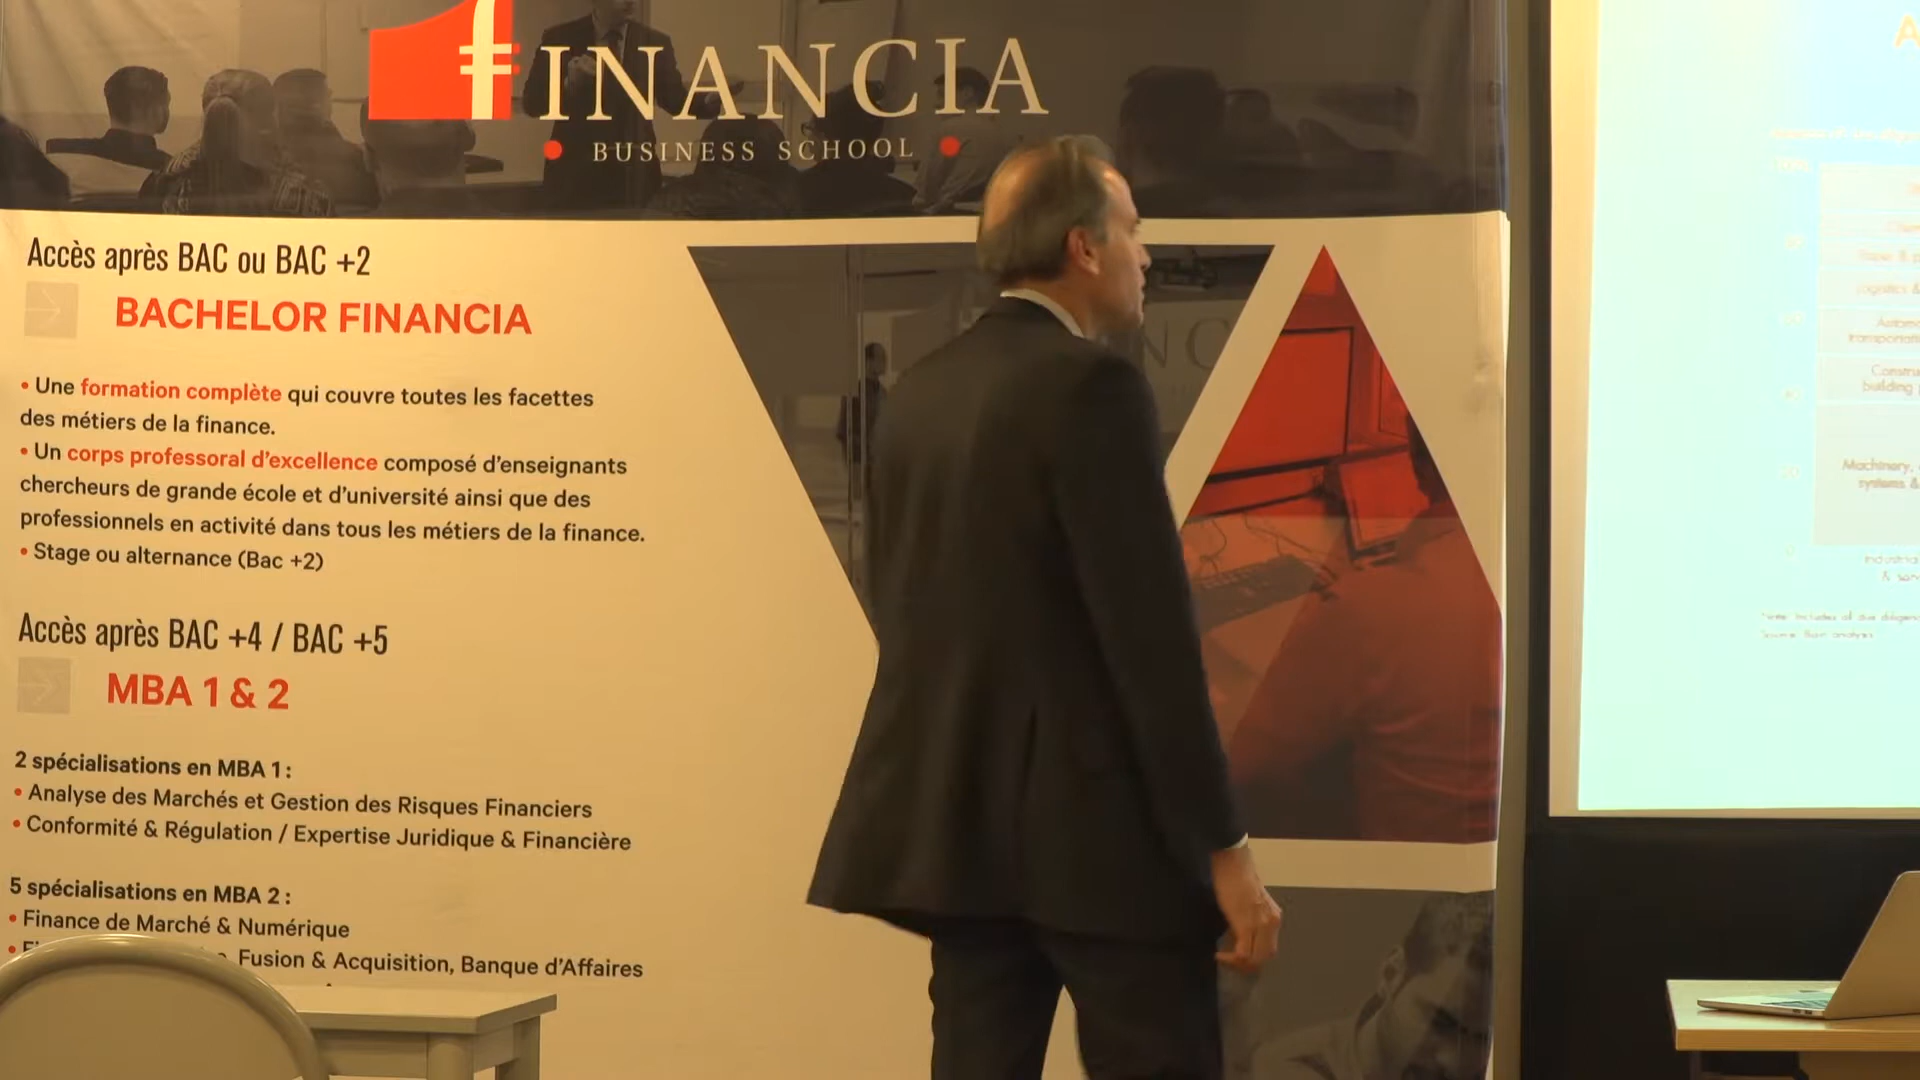 FINANCIA
BUSINESS SCHOOL
Accès après BAC ou BAC +2
BACHELOR FINANCIA
• Une formation complète qui couvre toutes les facettes
des métiers de la finance.
• Un corps professoral d'excellence composé d'enseignants
chercheurs de grande école et d'université ainsi que des
professionnels en activité dans tous les métiers de la finance.
• Stage ou alternance (Bac +2)
Accès après BAC +4 / BAC +5
MBA 1 & 2
2 spécialisations en MBA 1 :
• Analyse des Marchés et Gestion des Risques Financiers
• Conformité & Régulation / Expertise Juridique & Financière
5 spécialisations en MBA 2 :
• Finance de Marché & Numérique
Fusion & Acquisition, Banque d'Affaires
Machinery,
systems &